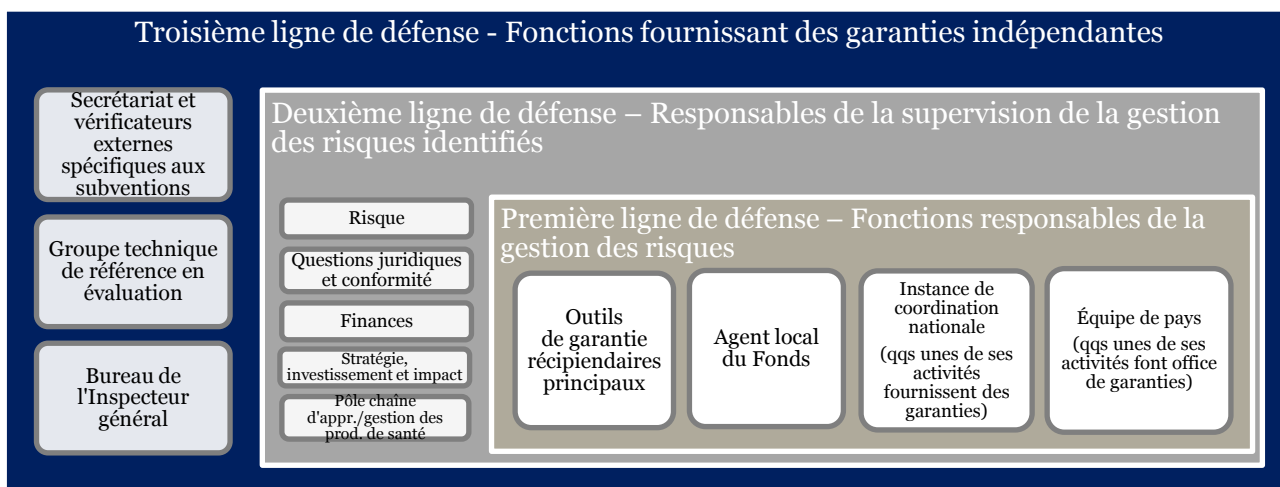 Troisième ligne de défense - Fonctions fournissant des garanties indépendantes
Secrétariat et
vérificateurs
externes
spécifiques aux
subventions
Groupe technique
de référence en
évaluation
Bureau de
l'Inspecteur
général
Deuxième ligne de défense – Responsables de la supervision de la gestion
des risques identifiés
Risque
Questions juridiques
et conformité
Finances
Stratégie,
investissement et impact
Pôle chaîne
d'appr./gestion des
prod. de santé
Première ligne de défense – Fonctions responsables de la
gestion des risques
Outils
de garantie
récipiendaires
principaux
Agent local
du Fonds
Instance de
coordination
nationale
(qqs unes de ses
activités
fournissent des
garanties)
Équipe de pays
(qqs unes de ses
activités font office
de garanties)